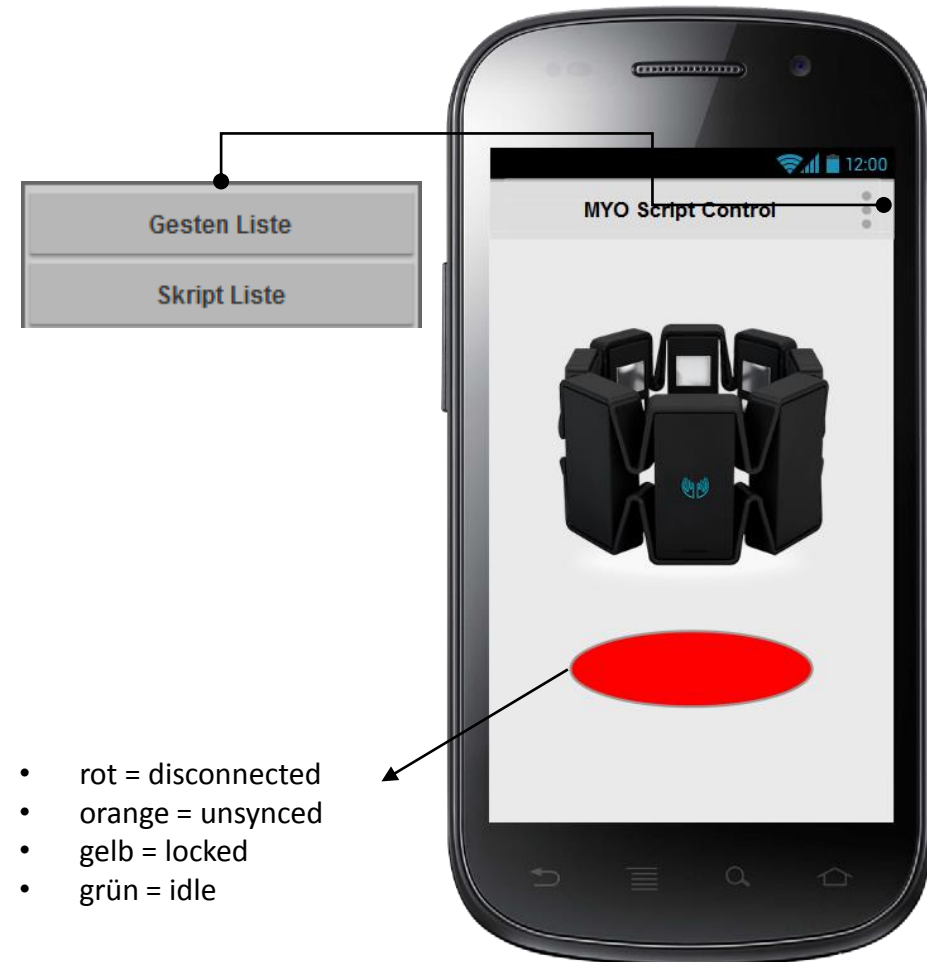 12:00
MYO Script Control
Gesten Liste
Skript Liste
• rot = disconnected
• orange = unsynced
• gelb = locked
• grün = idle